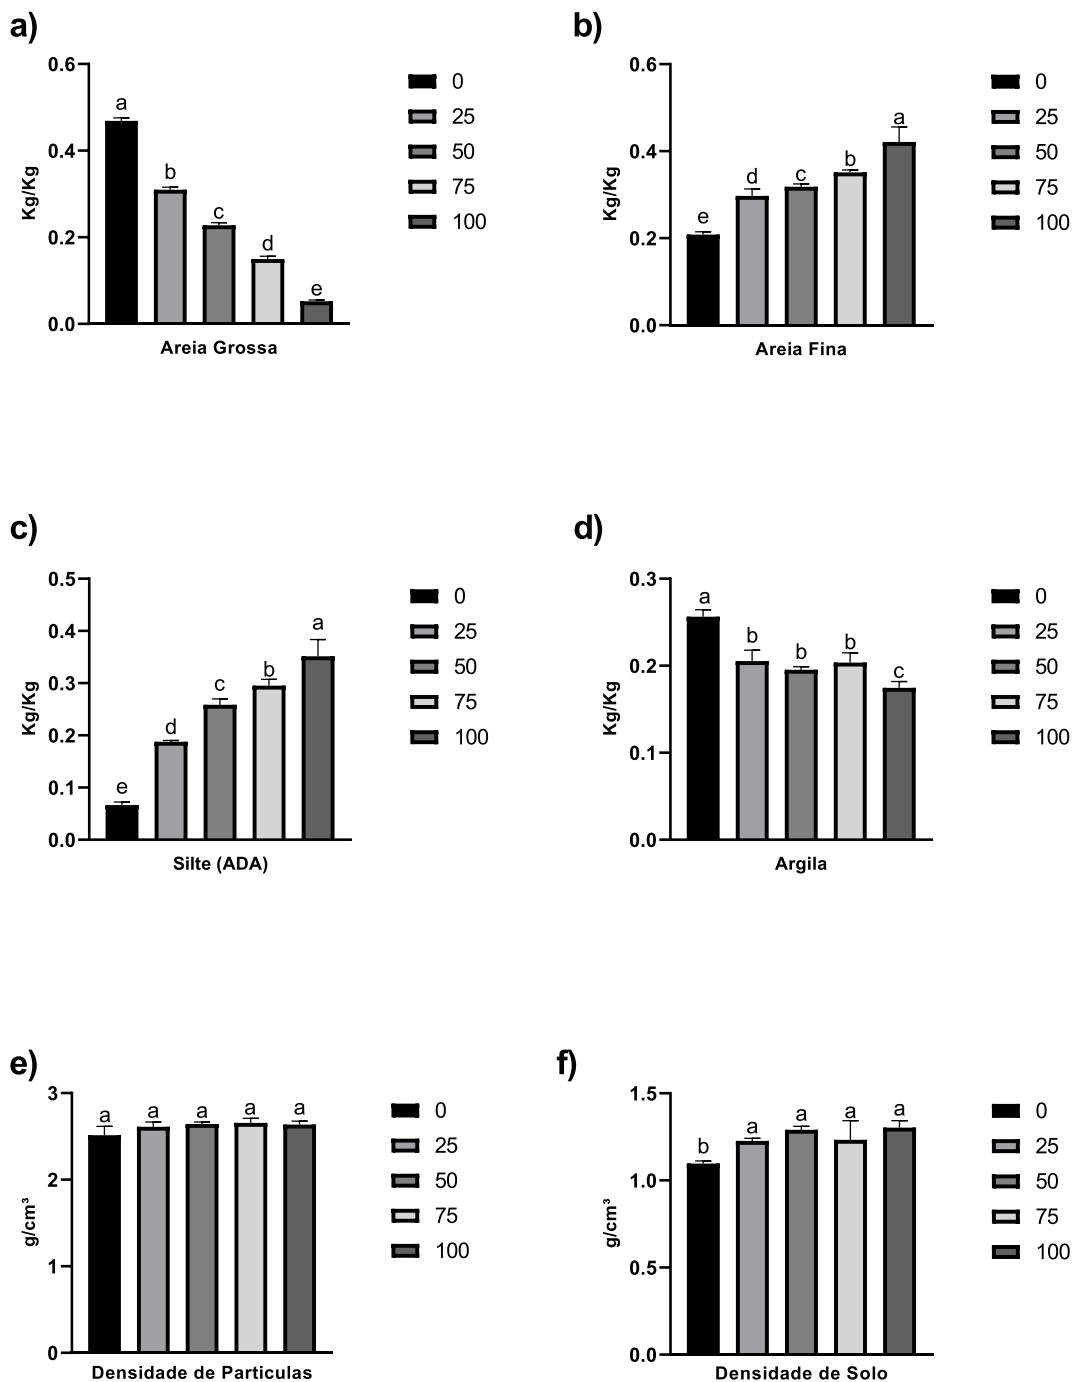 a)
0.6
0.4
0.2
0.0
Kg/Kg
a
b
c
d
e
Areia Grossa
0
25
50
75
100
b)
0.6
0.4
0.2
0.0
Kg/Kg
e
d
c
b
a
Areia Fina
0
25
50
75
100
c)
0.5
0.4
0.3
0.2
0.1
0.0
Kg/Kg
e
d
c
b
a
Silte (ADA)
0
25
50
75
100
d)
0.3
0.2
0.1
0.0
Kg/Kg
a
b
b
b
c
Argila
0
25
50
75
100
e)
3
2
1
0
g/cm³
a
a
a
a
a
Densidade de Particulas
0
25
50
75
100
f)
1.5
1.0
0.5
0.0
g/cm³
b
a
a
a
a
Densidade de Solo
0
25
50
75
100